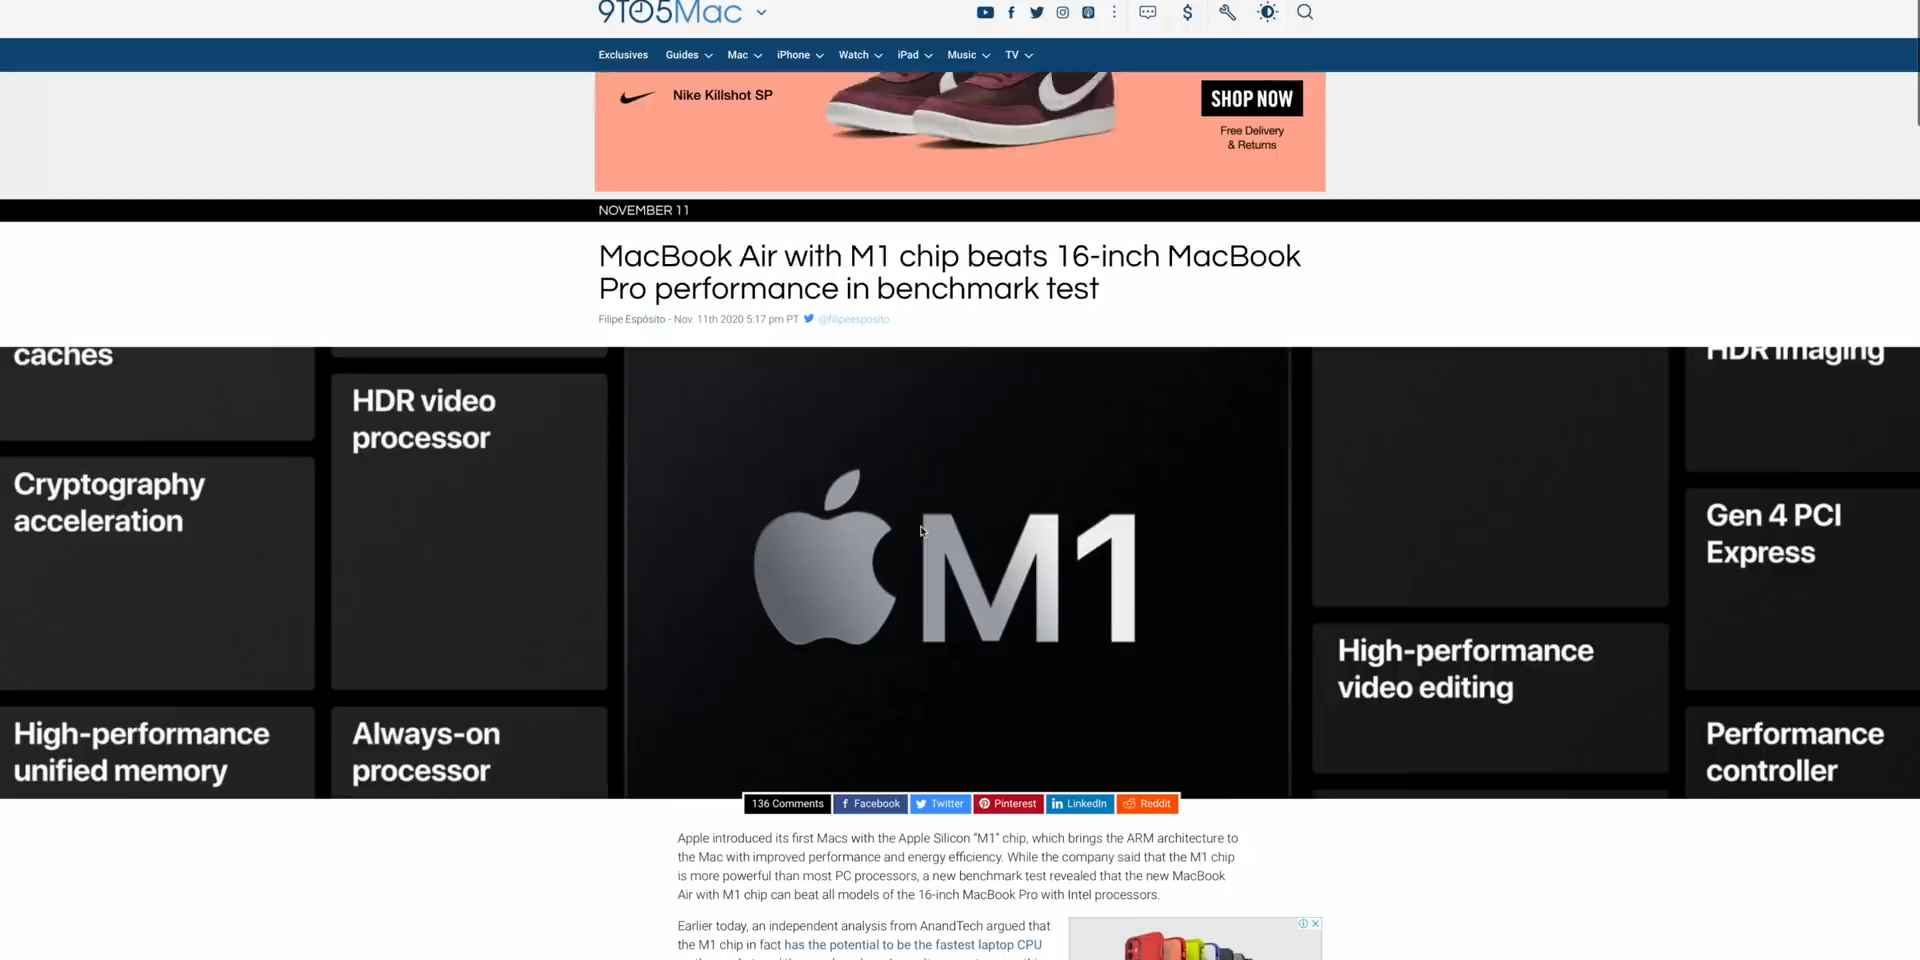 9TO5Mac
Exclusives Guides Mac iPhone Watch iPad Music TV
Nike Killshot SP
SHOP NOW
Free Delivery
& Returns
NOVEMBER 11
MacBook Air with M1 chip beats 16-inch MacBook
Pro performance in benchmark test
Filipe Espósito - Nov. 11th 2020 5:17 pm PT @filipeesposito
caches
HDR video
processor
Cryptography
acceleration
High-performance
unified memory
Always-on
processor
M1
HDR imaging
Gen 4 PCI
Express
High-performance
video editing
Performance
controller
136 Comments Facebook Twitter Pinterest LinkedIn Reddit
Apple introduced its first Macs with the Apple Silicon “M1” chip, which brings the ARM architecture to
the Mac with improved performance and energy efficiency. While the company said that the M1 chip
is more powerful than most PC processors, a new benchmark test revealed that the new MacBook
Air with M1 chip can beat all models of the 16-inch MacBook Pro with Intel processors.
Earlier today, an independent analysis from AnandTech argued that
the M1 chip in fact has the potential to be the fastest laptop CPU